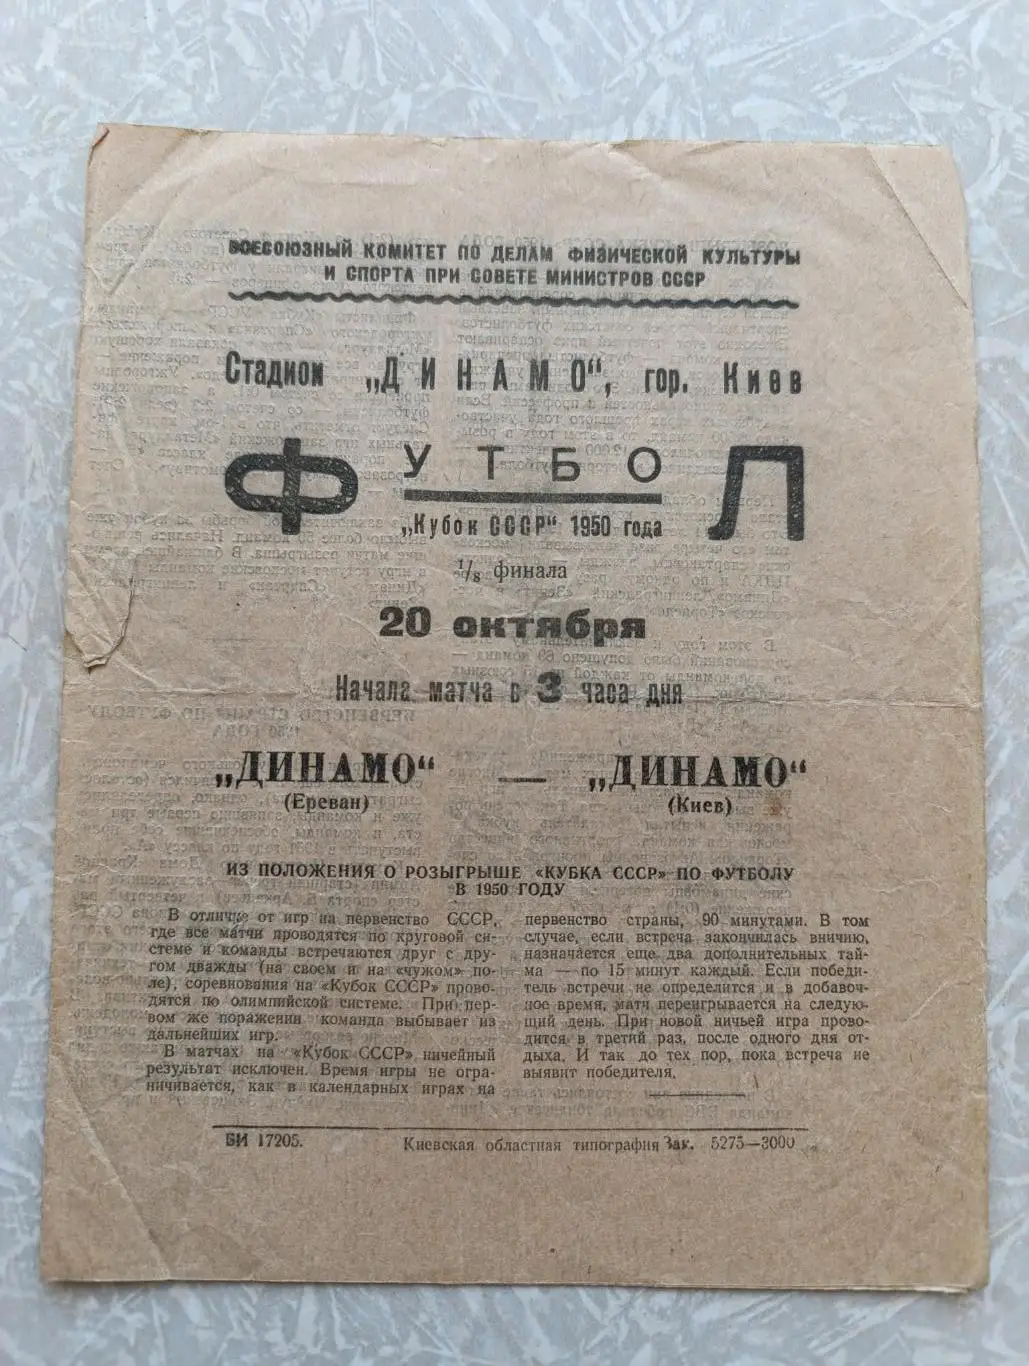 ВСЕСОЮЗНЫЙ КОМИТЕТ ПО ДЕЛАМ ФИЗИЧЕСКОЙ КУЛЬТУРЫ
И СПОРТА ПРИ СОВЕТЕ МИНИСТРОВ СССР
Стадион „ДИНАМО“, гор. Киев
ФУТБОЛ
„Кубок СССР“ 1950 года
1/8 финала
20 октября
Начала матча в 3 часа дня
„ДИНАМО“ — „ДИНАМО“
(Ереван) (Киев)
ИЗ ПОЛОЖЕНИЯ О РОЗЫГРЫШЕ «КУБКА СССР» ПО ФУТБОЛУ
В 1950 ГОДУ
В отличие от игр на первенство СССР,
где все матчи проводятся по круговой си-
стеме и команды встречаются друг с дру-
гом дважды (на своем и на «чужом» по-
ле), соревнования на «Кубок СССР» прово-
дятся по олимпийской системе. При пер-
вом же поражении команда выбывает из
дальнейших игр.
В матчах на «Кубок СССР» ничейный
результат исключен. Время игры не огра-
ничивается, как в календарных играх на
первенство страны, 90 минутами. В том
случае, если встреча закончилась вничию,
назначается еще два дополнительных тай-
ма — по 15 минут каждый. Если победи-
тель встречи не определится и в добавоч-
ное время, матч переигрывается на следую-
щий день. При новой ничьей игра прово-
дится в третий раз, после одного дня от-
дыха. И так до тех пор, пока встреча не
выявит победителя.
БИ 17205. Киевская областная типография Зак. 5275—3000